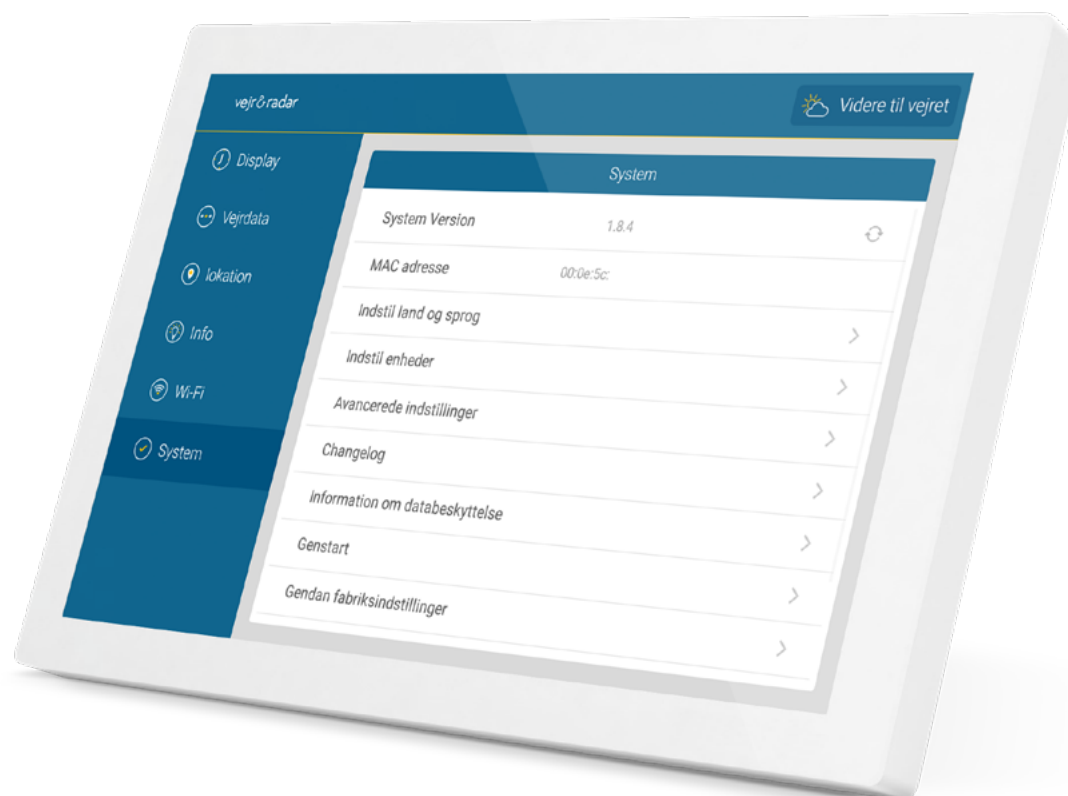 vejr&radar
Videre til vejret
Display
Vejrdata
lokation
Info
Wi-Fi
System
System
System Version 1.8.4
MAC adresse 00:0e:5c:
Indstil land og sprog
Indstil enheder
Avancerede indstillinger
Changelog
Information om databeskyttelse
Genstart
Gendan fabriksindstillinger